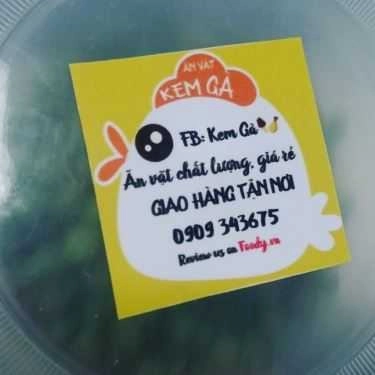 ĂN VẶT
KEM GÀ
FB: Kem Gà
Ăn vặt chất lượng, giá rẻ
GIAO HÀNG TẬN NƠI
0909 343675
Review us on Foody.vn